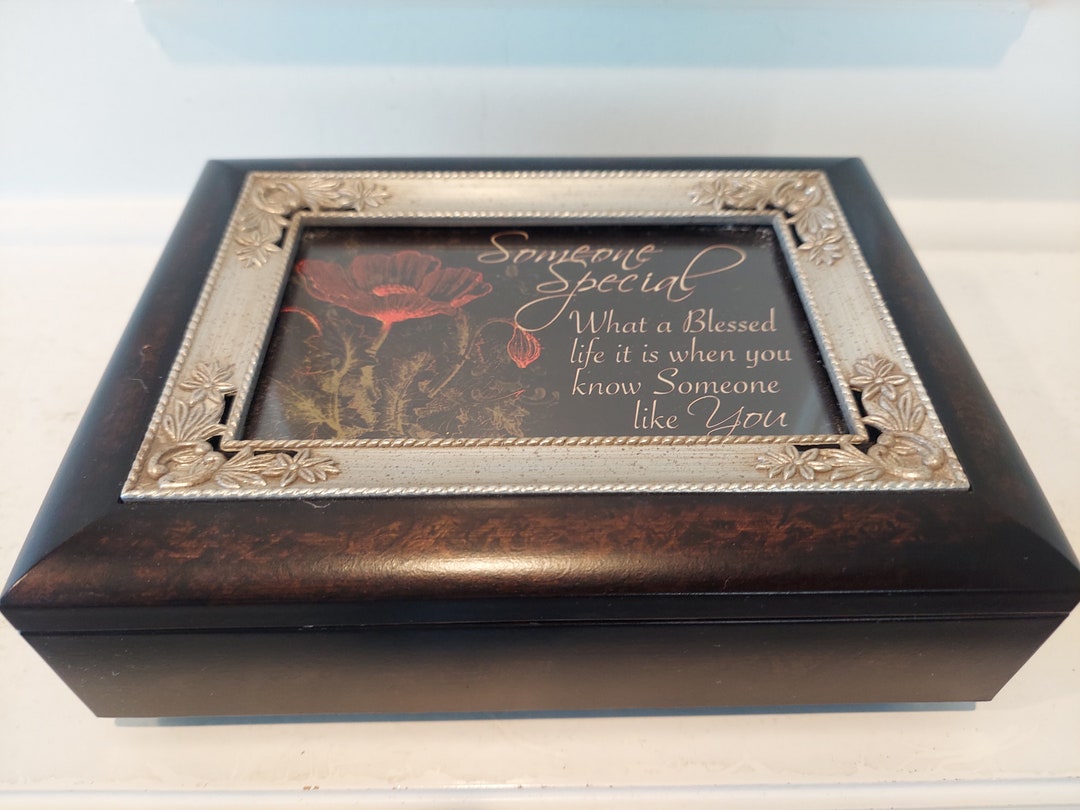 Someone
Special
What a Blessed
life it is when you
know Someone
like You